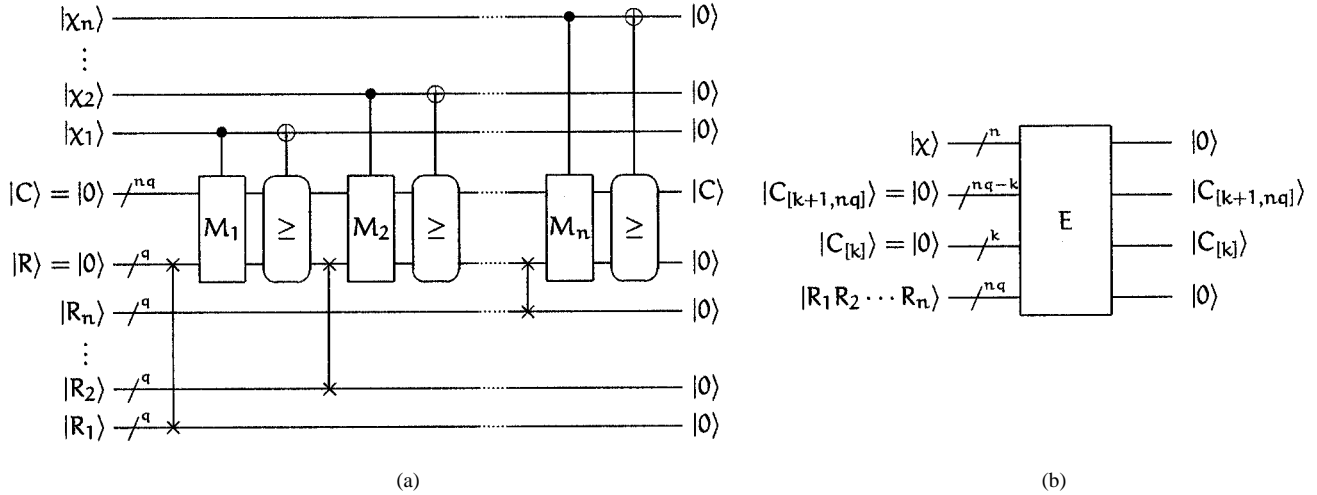 |χₙ⟩ |0⟩
⋮
|χ₂⟩ |0⟩
|χ₁⟩ |0⟩
|C⟩ = |0⟩ nq M₁ ≥ M₂ ≥ Mₙ ≥ |C⟩
|R⟩ = |0⟩ q |0⟩
|Rₙ⟩ q |0⟩
⋮
|R₂⟩ q |0⟩
|R₁⟩ q |0⟩
(a)
|χ⟩ n |0⟩
|C[k+1,nq]⟩ = |0⟩ nq−k |C[k+1,nq]⟩
E
|C[k]⟩ = |0⟩ k |C[k]⟩
|R₁R₂ ⋯ Rₙ⟩ nq |0⟩
(b)